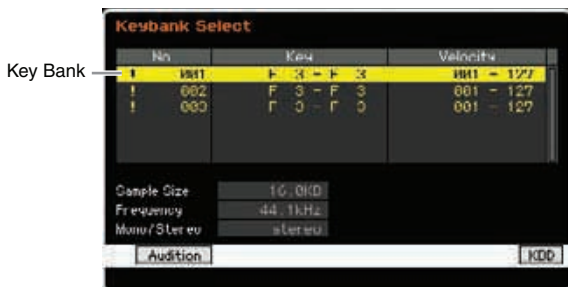 Keybank Select
No Key Velocity
Key Bank
! 001 F 3 - F 3 001 - 127
! 002 F 3 - F 3 001 - 127
! 003 F 3 - F 3 001 - 127
Sample Size 16.0KB
Frequency 44.1kHz
Mono/Stereo stereo
Audition